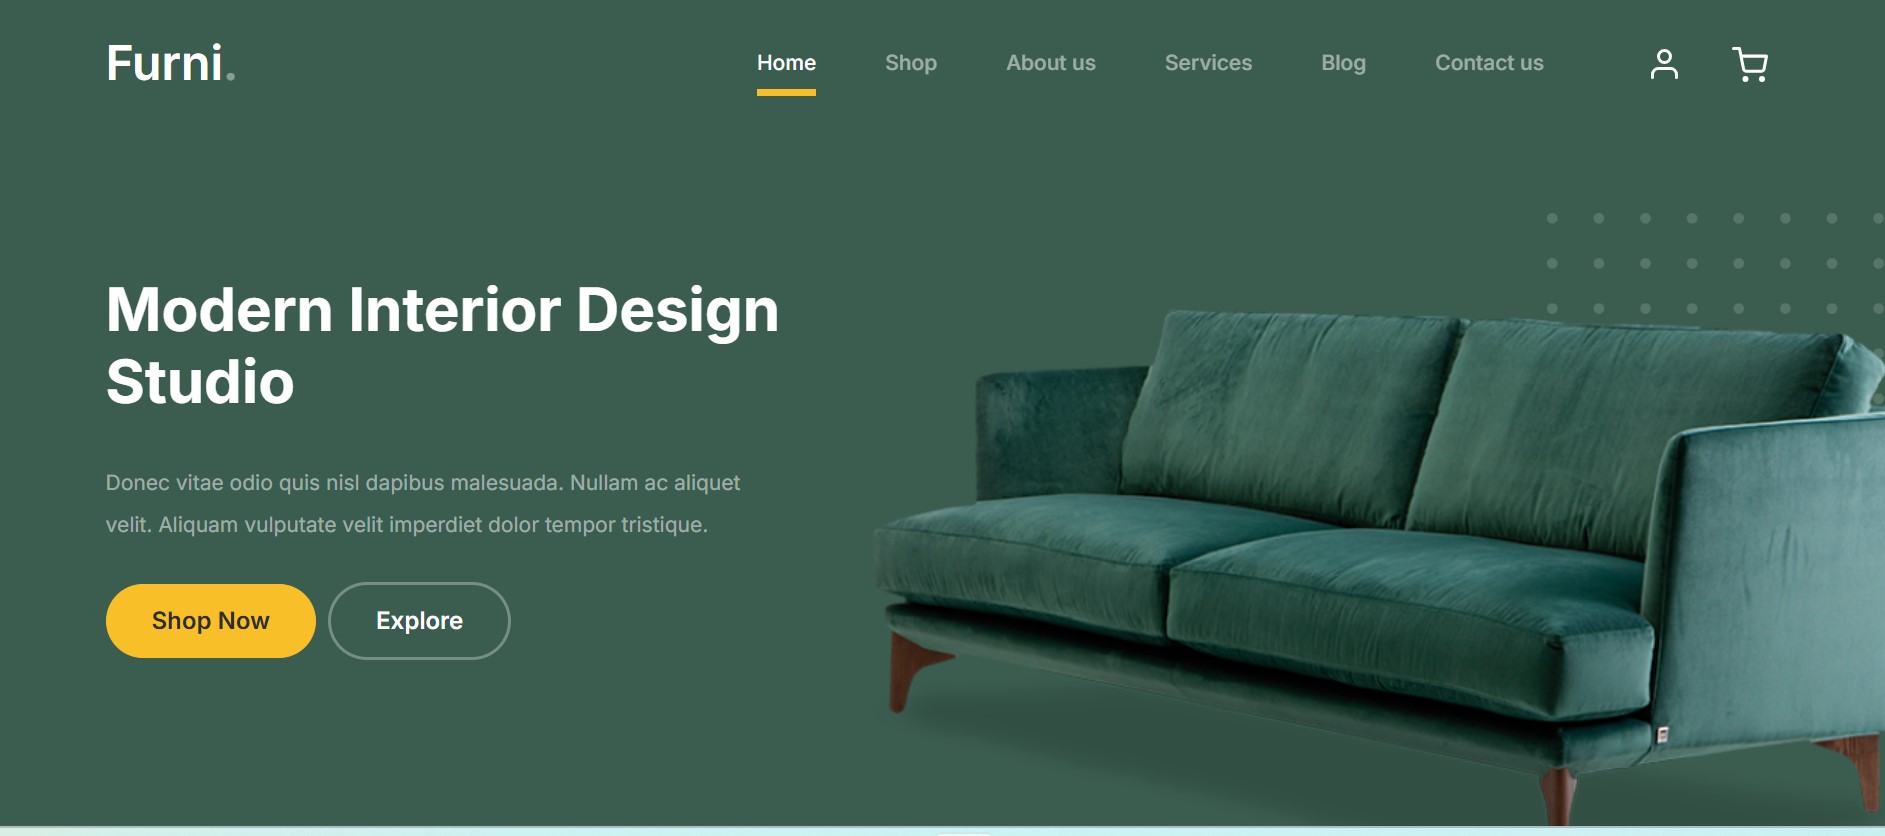 Furni.
Home Shop About us Services Blog Contact us
Modern Interior Design
Studio
Donec vitae odio quis nisl dapibus malesuada. Nullam ac aliquet
velit. Aliquam vulputate velit imperdiet dolor tempor tristique.
Shop Now Explore